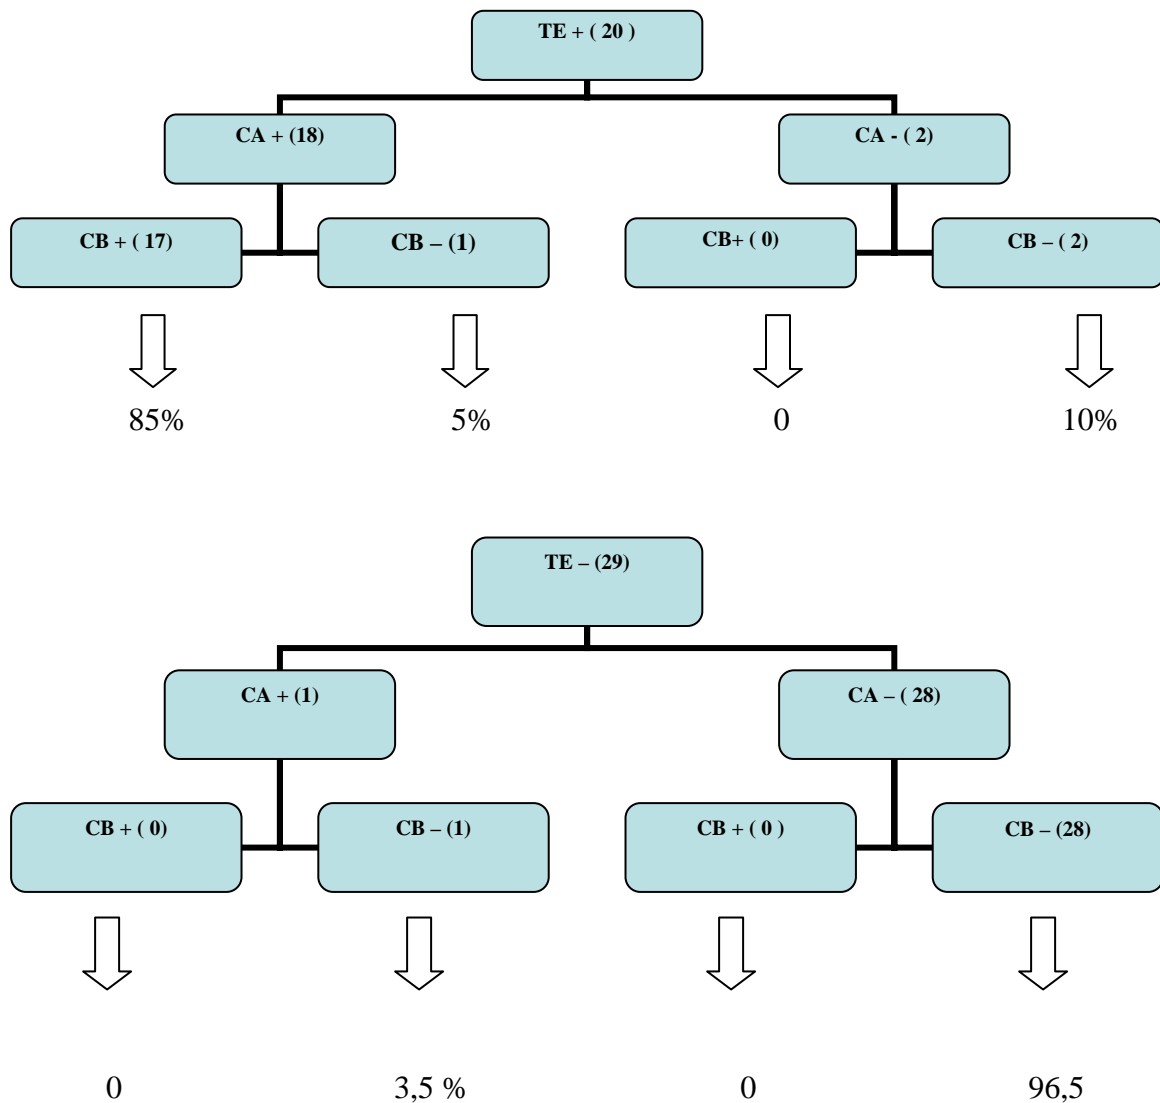 TE + ( 20 )
CA + (18)
CA - ( 2)
CB + ( 17)
CB – (1)
CB+ ( 0)
CB – ( 2)
85%
5%
0
10%
TE – (29)
CA + (1)
CA – ( 28)
CB + ( 0)
CB – (1)
CB + ( 0 )
CB – (28)
0
3,5 %
0
96,5